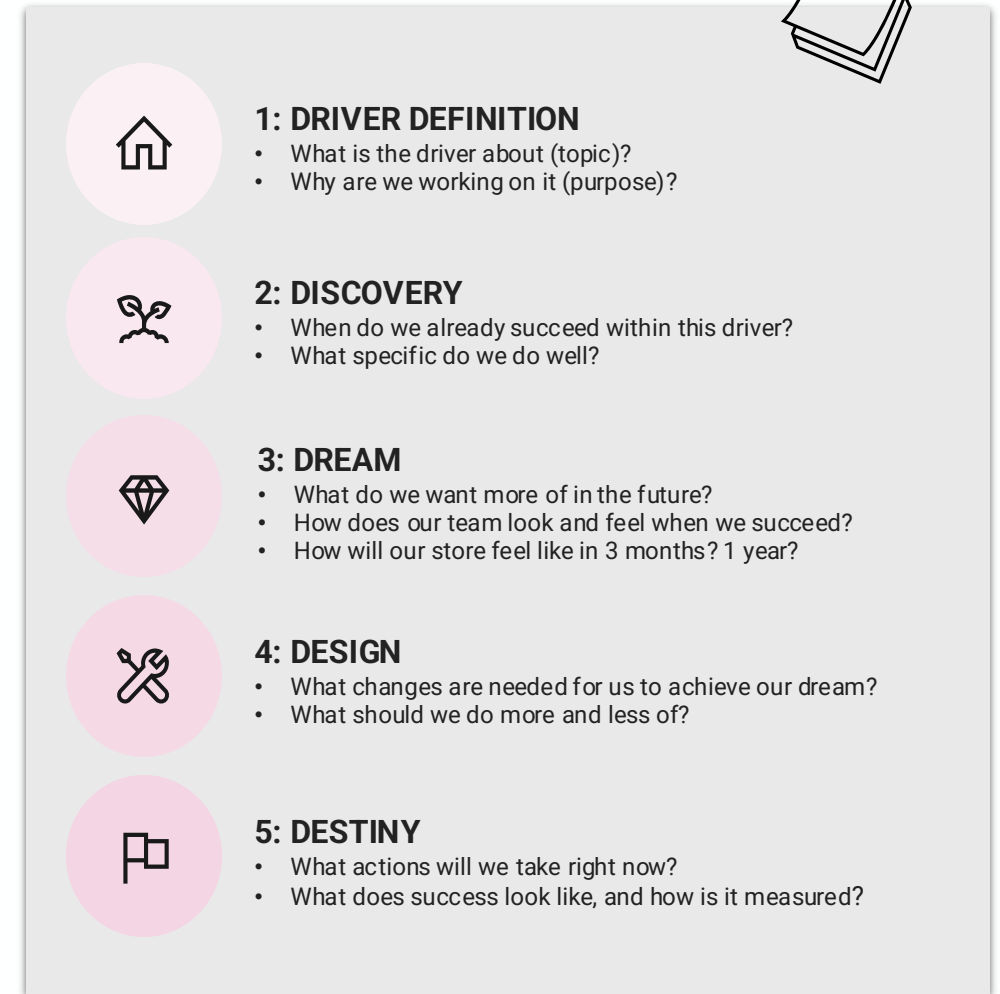 1: DRIVER DEFINITION
• What is the driver about (topic)?
• Why are we working on it (purpose)?
2: DISCOVERY
• When do we already succeed within this driver?
• What specific do we do well?
3: DREAM
• What do we want more of in the future?
• How does our team look and feel when we succeed?
• How will our store feel like in 3 months? 1 year?
4: DESIGN
• What changes are needed for us to achieve our dream?
• What should we do more and less of?
5: DESTINY
• What actions will we take right now?
• What does success look like, and how is it measured?